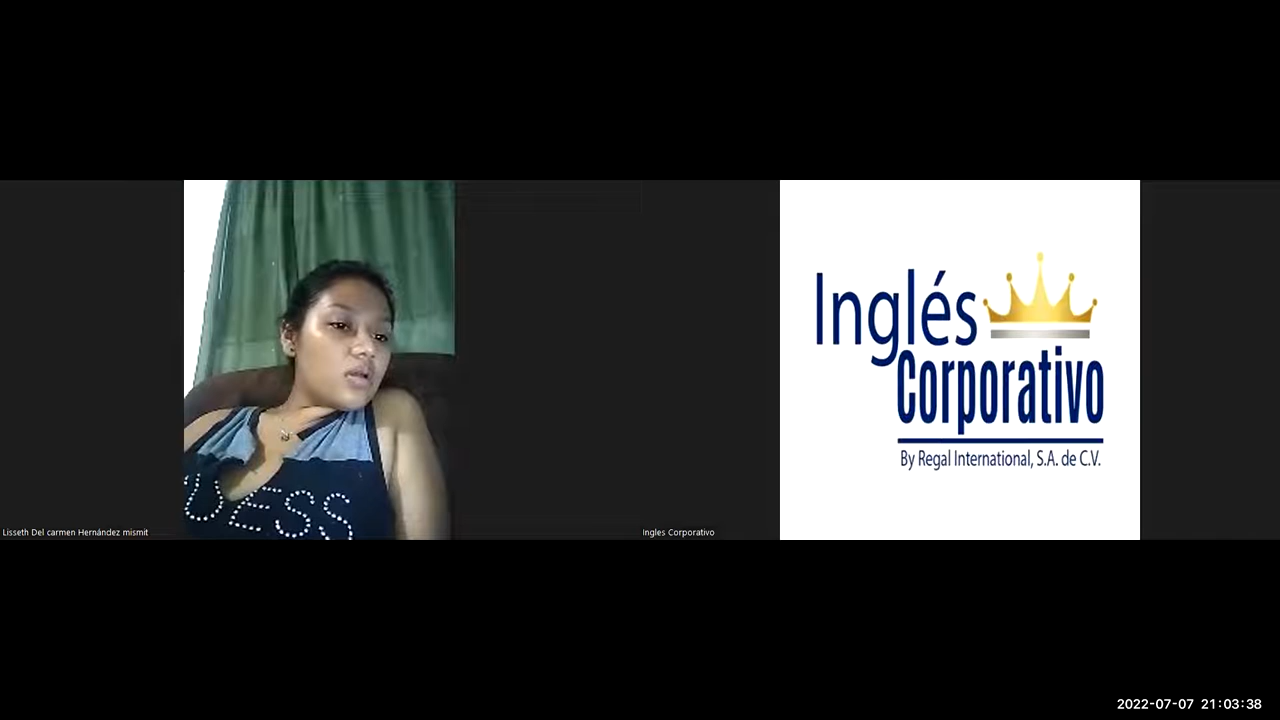 Inglés
Corporativo
By Regal International, S.A. de C.V.
UESS
Lisseth Del carmen Hernández mismit
Ingles Corporativo
2022-07-07 21:03:38